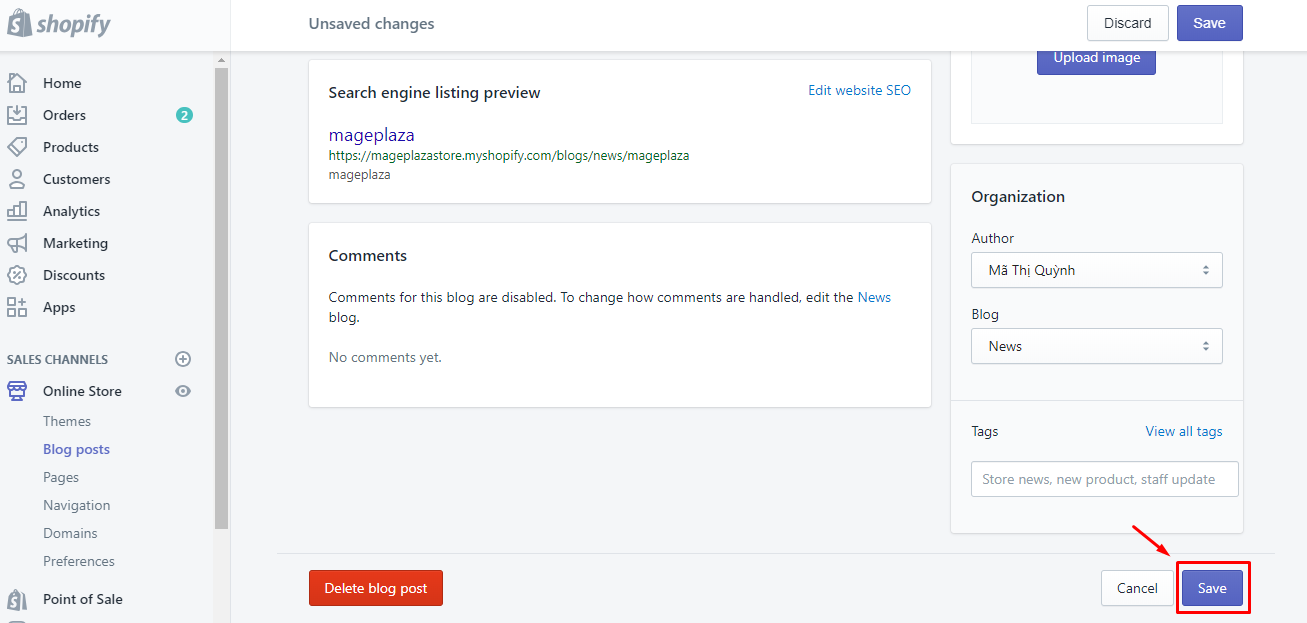 shopify
Unsaved changes
Discard
Save
Home
Orders
2
Products
Customers
Analytics
Marketing
Discounts
Apps
SALES CHANNELS
Online Store
Themes
Blog posts
Pages
Navigation
Domains
Preferences
Point of Sale
Search engine listing preview
Edit website SEO
mageplaza
https://mageplazastore.myshopify.com/blogs/news/mageplaza
mageplaza
Comments
Comments for this blog are disabled. To change how comments are handled, edit the News
blog.
No comments yet.
Upload image
Organization
Author
Mã Thị Quỳnh
Blog
News
Tags
View all tags
Store news, new product, staff update
Delete blog post
Cancel
Save